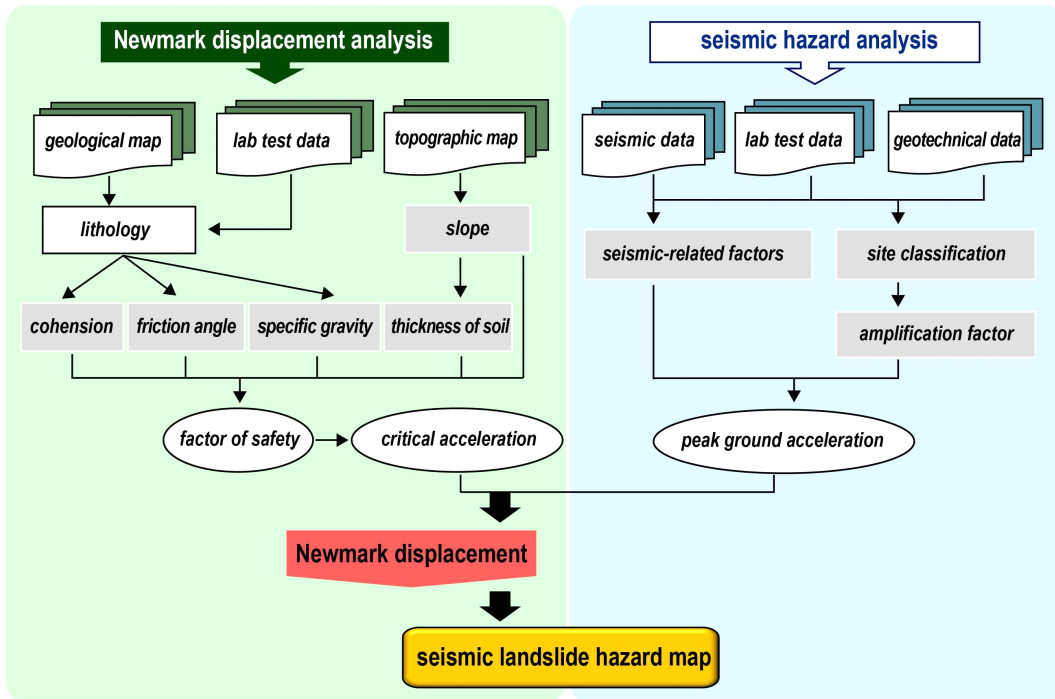 Newmark displacement analysis
seismic hazard analysis
geological map
lab test data
topographic map
seismic data
lab test data
geotechnical data
lithology
slope
seismic-related factors
site classification
cohension
friction angle
specific gravity
thickness of soil
amplification factor
factor of safety
critical acceleration
peak ground acceleration
Newmark displacement
seismic landslide hazard map